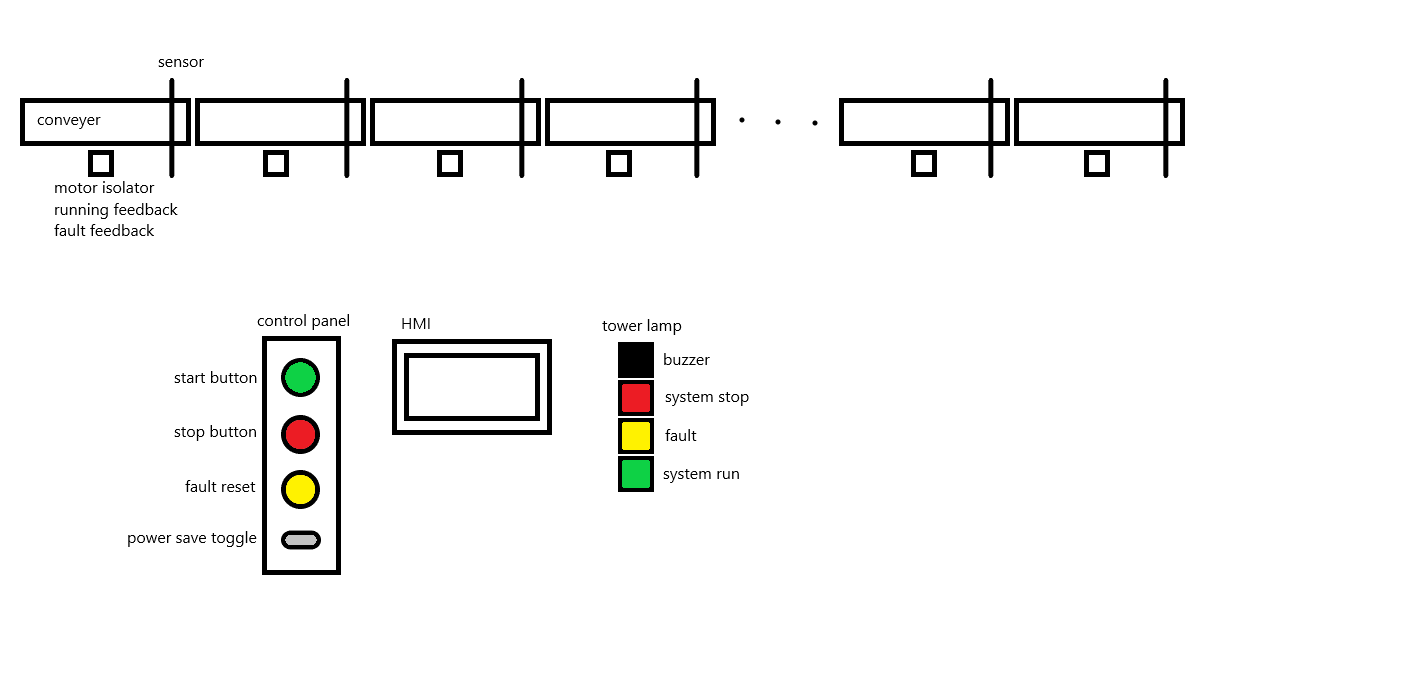 sensor
conveyer
motor isolator
running feedback
fault feedback
control panel
HMI
tower lamp
start button
stop button
fault reset
power save toggle
buzzer
system stop
fault
system run